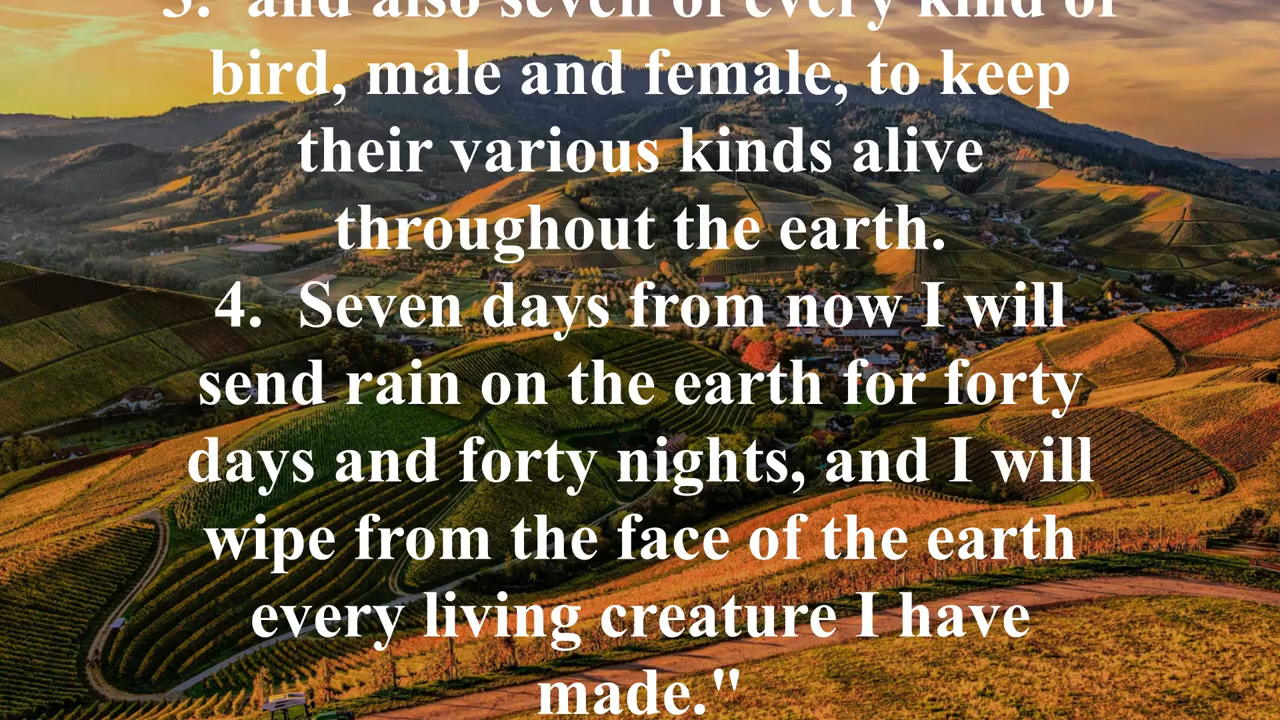 3.  and also seven of every kind of
bird, male and female, to keep
their various kinds alive
throughout the earth.
4.  Seven days from now I will
send rain on the earth for forty
days and forty nights, and I will
wipe from the face of the earth
every living creature I have
made."